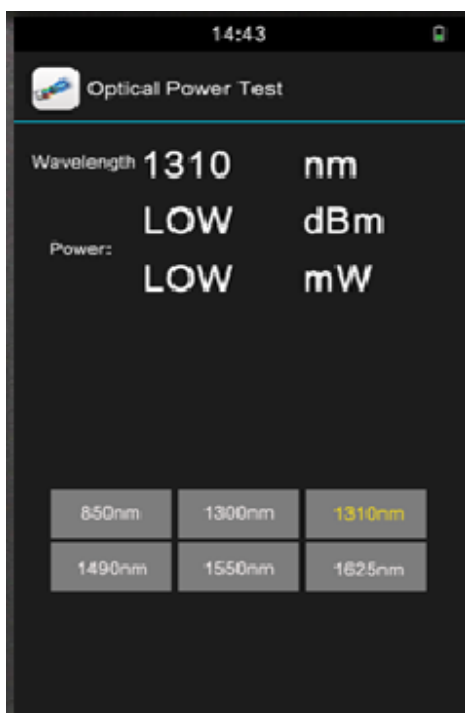 14:43
Optical Power Test
Wavelength 1310 nm
LOW dBm
Power:
LOW mW
850nm 1300nm 1310nm
1490nm 1550nm 1625nm